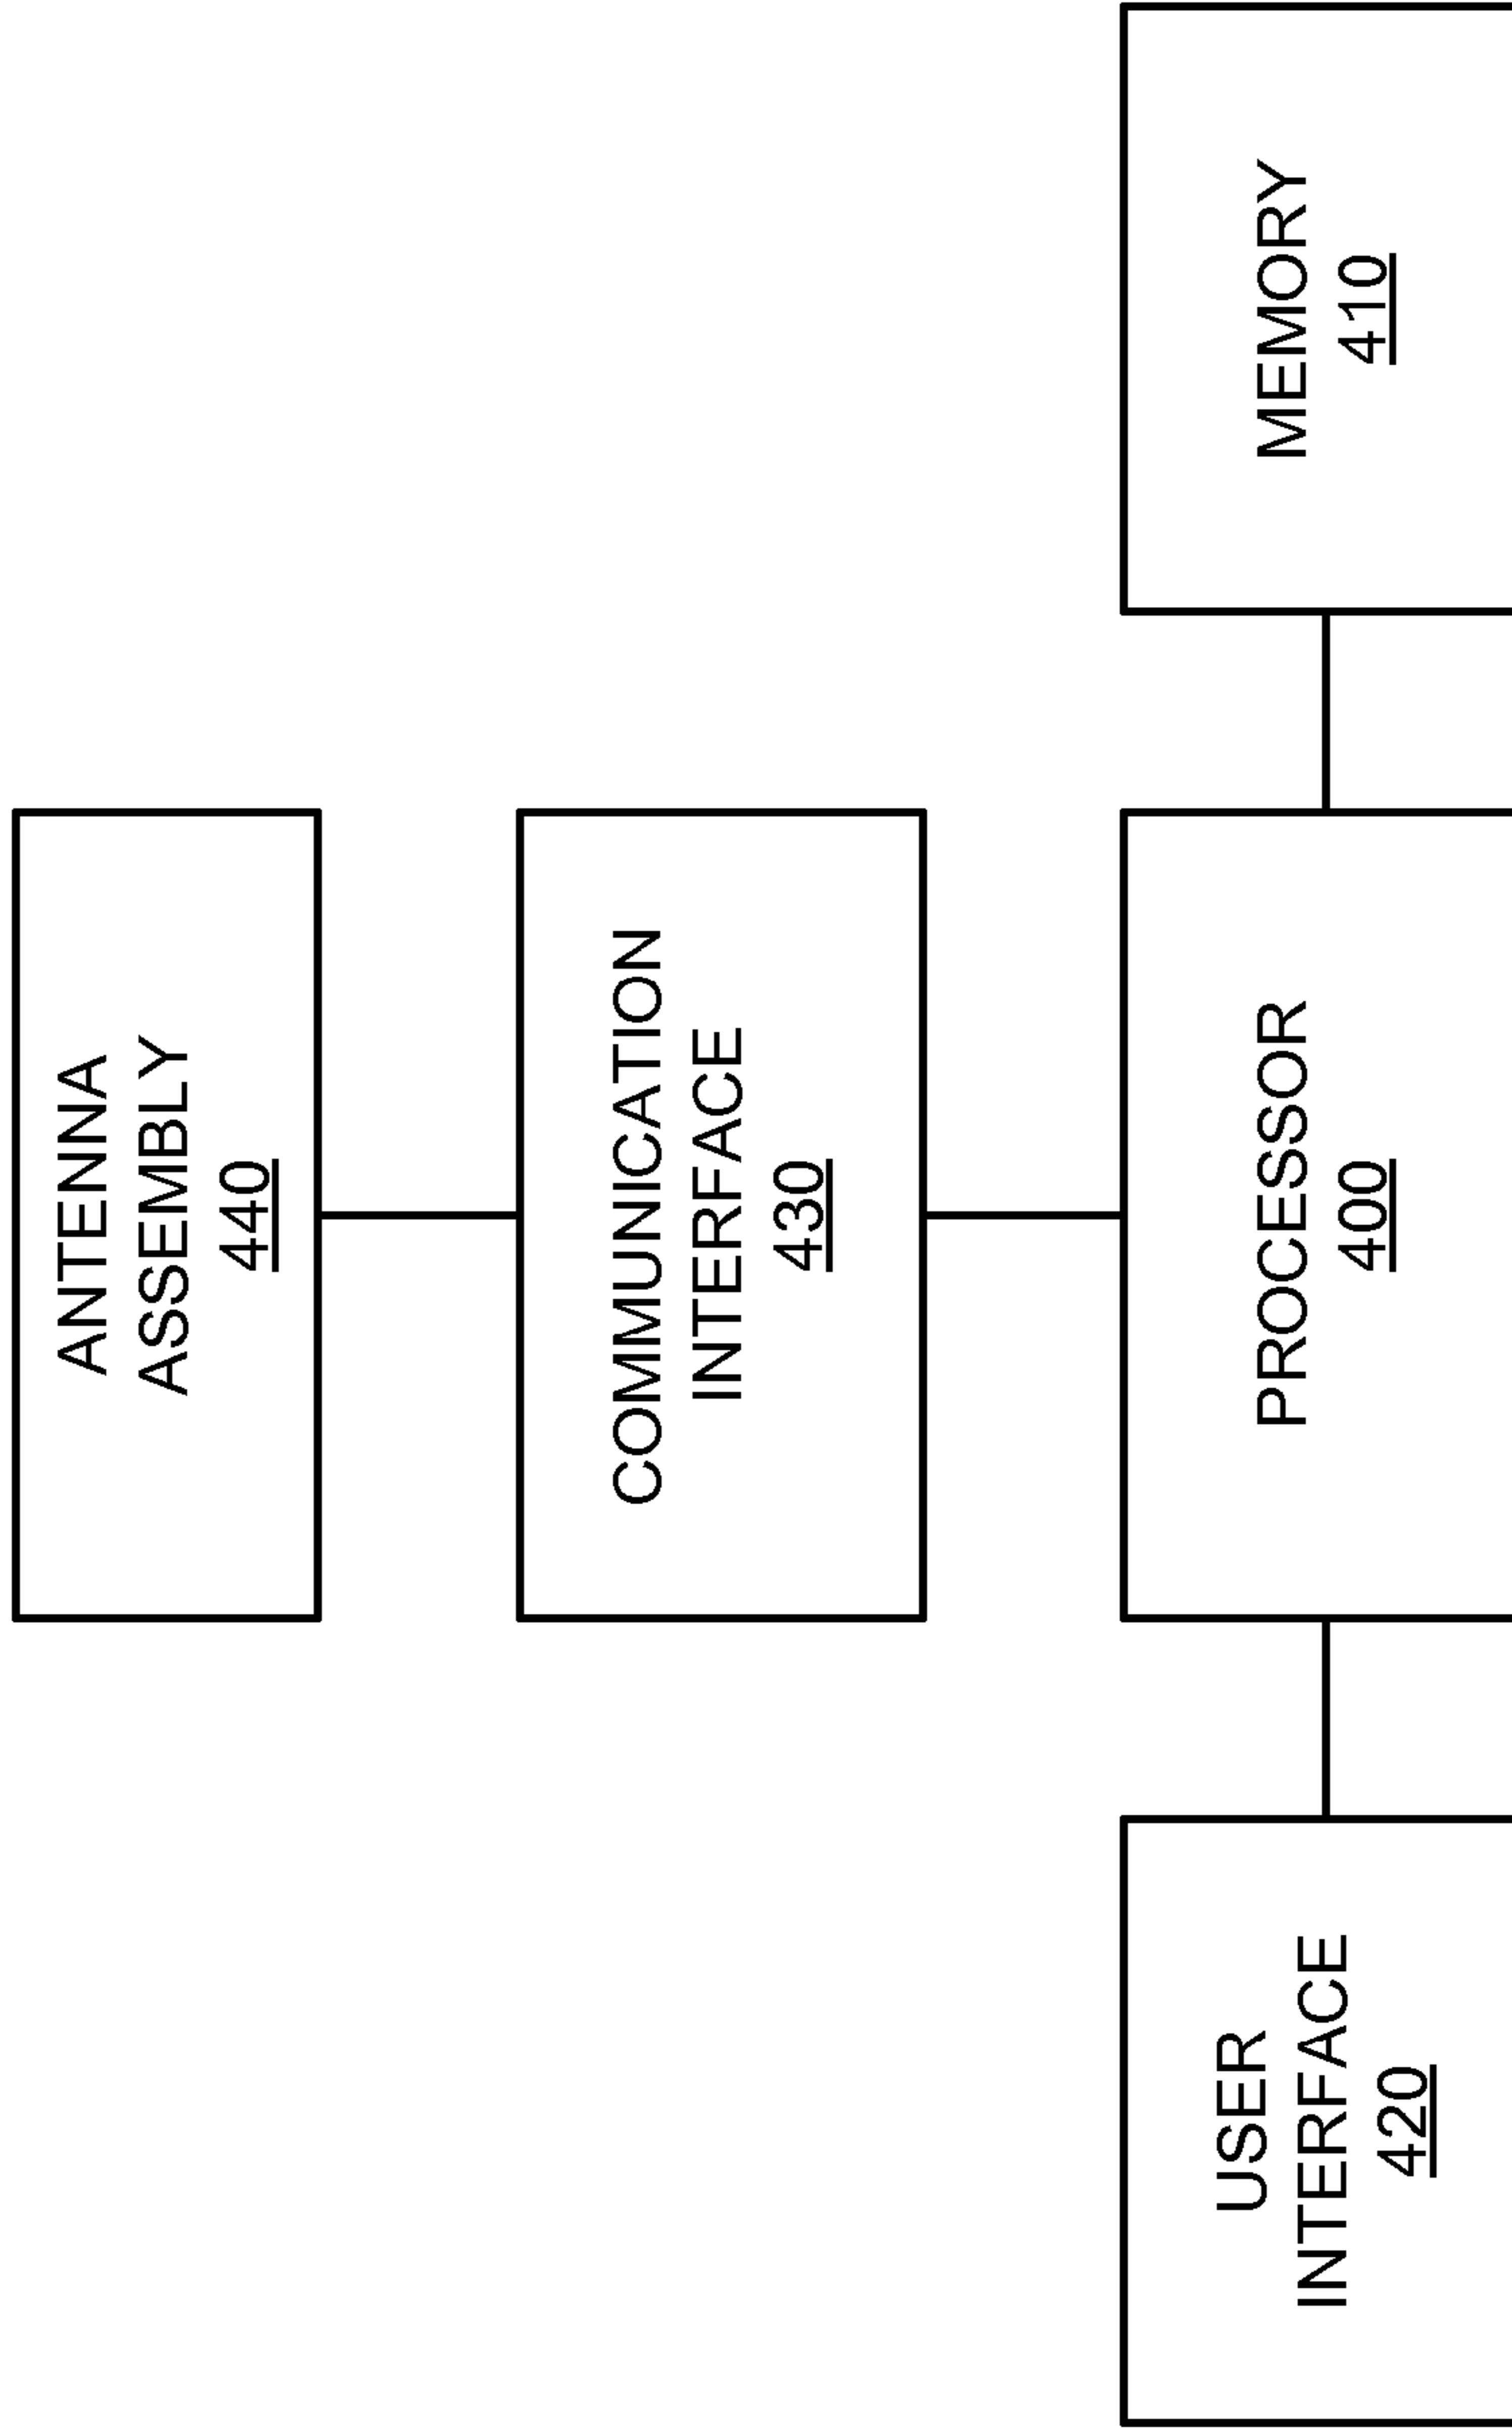 ANTENNA
ASSEMBLY
440
COMMUNICATION
INTERFACE
430
USER
INTERFACE
420
PROCESSOR
400
MEMORY
410